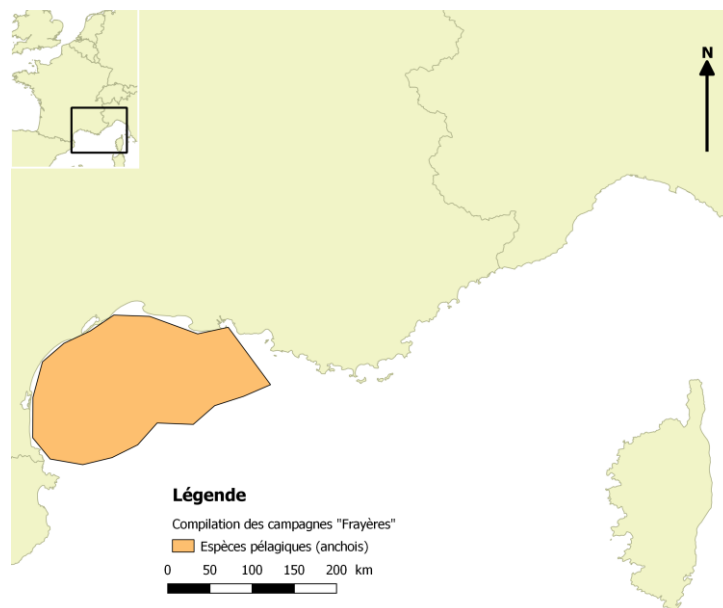 N
Légende
Compilation des campagnes "Frayères"
Espèces pélagiques (anchois)
0 50 100 150 200 km